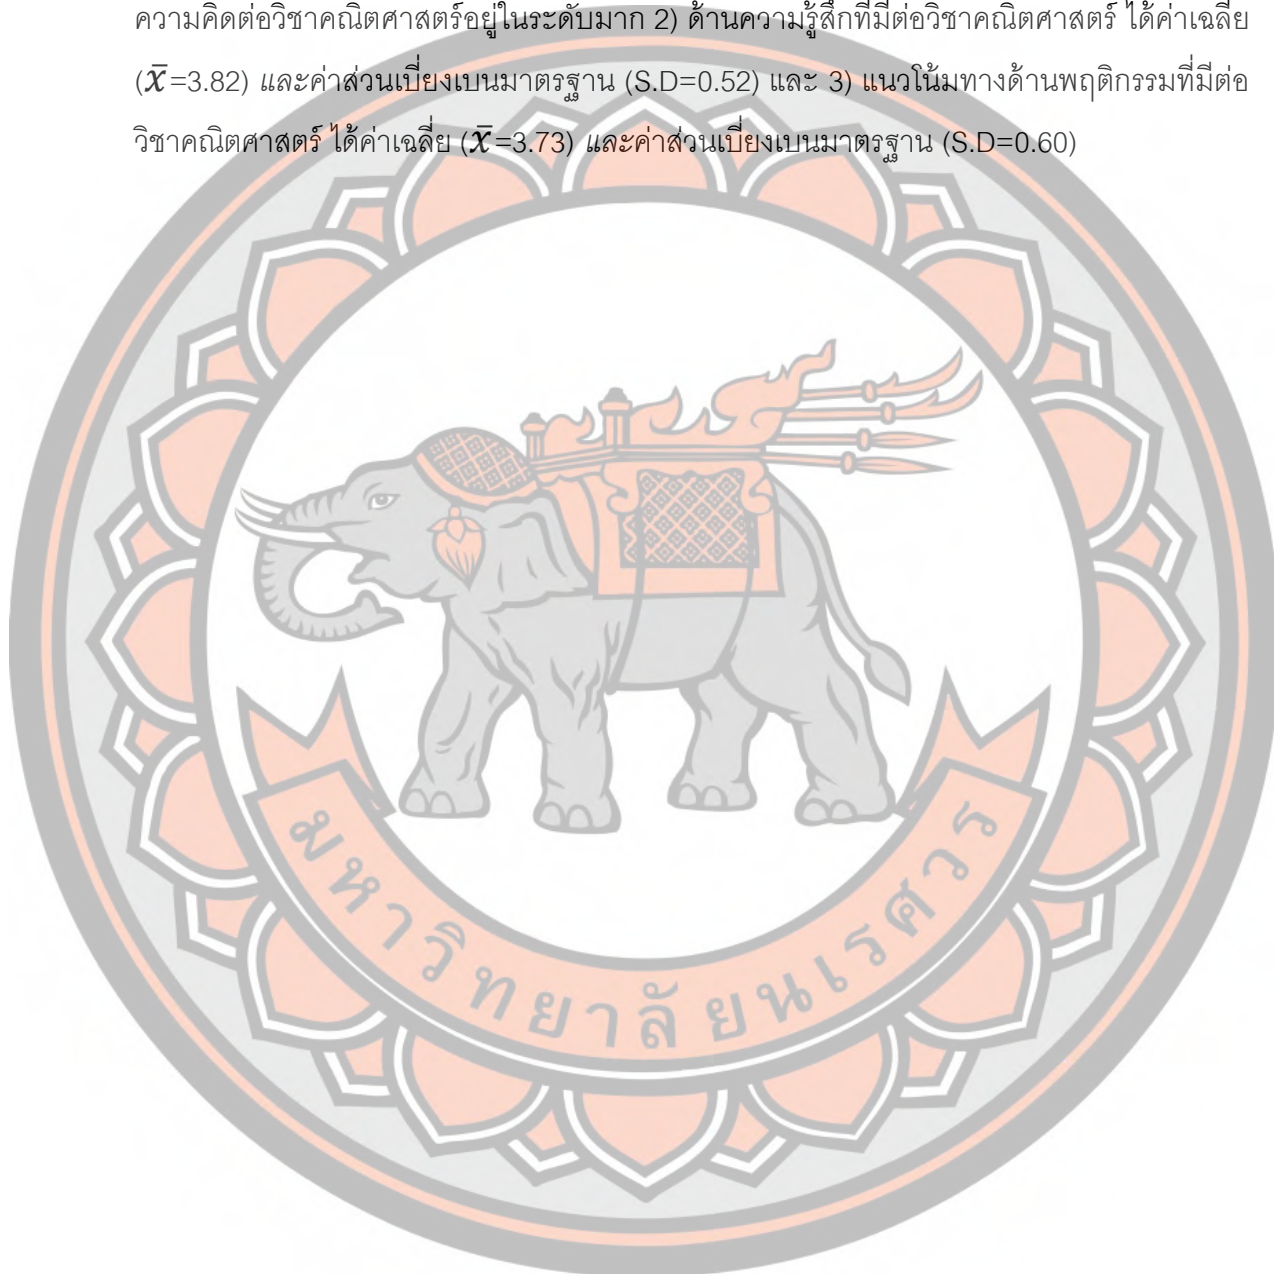 ความคิดต่อวิชาคณิตศาสตร์อยู่ในระดับมาก 2) ด้านความรู้สึกที่มีต่อวิชาคณิตศาสตร์ ได้ค่าเฉลี่ย
(x̄=3.82) และค่าส่วนเบี่ยงเบนมาตรฐาน (S.D=0.52) และ 3) แนวโน้มทางด้านพฤติกรรมที่มีต่อ
วิชาคณิตศาสตร์ ได้ค่าเฉลี่ย (x̄=3.73) และค่าส่วนเบี่ยงเบนมาตรฐาน (S.D=0.60)
มหาวิทยาลัยนเรศวร